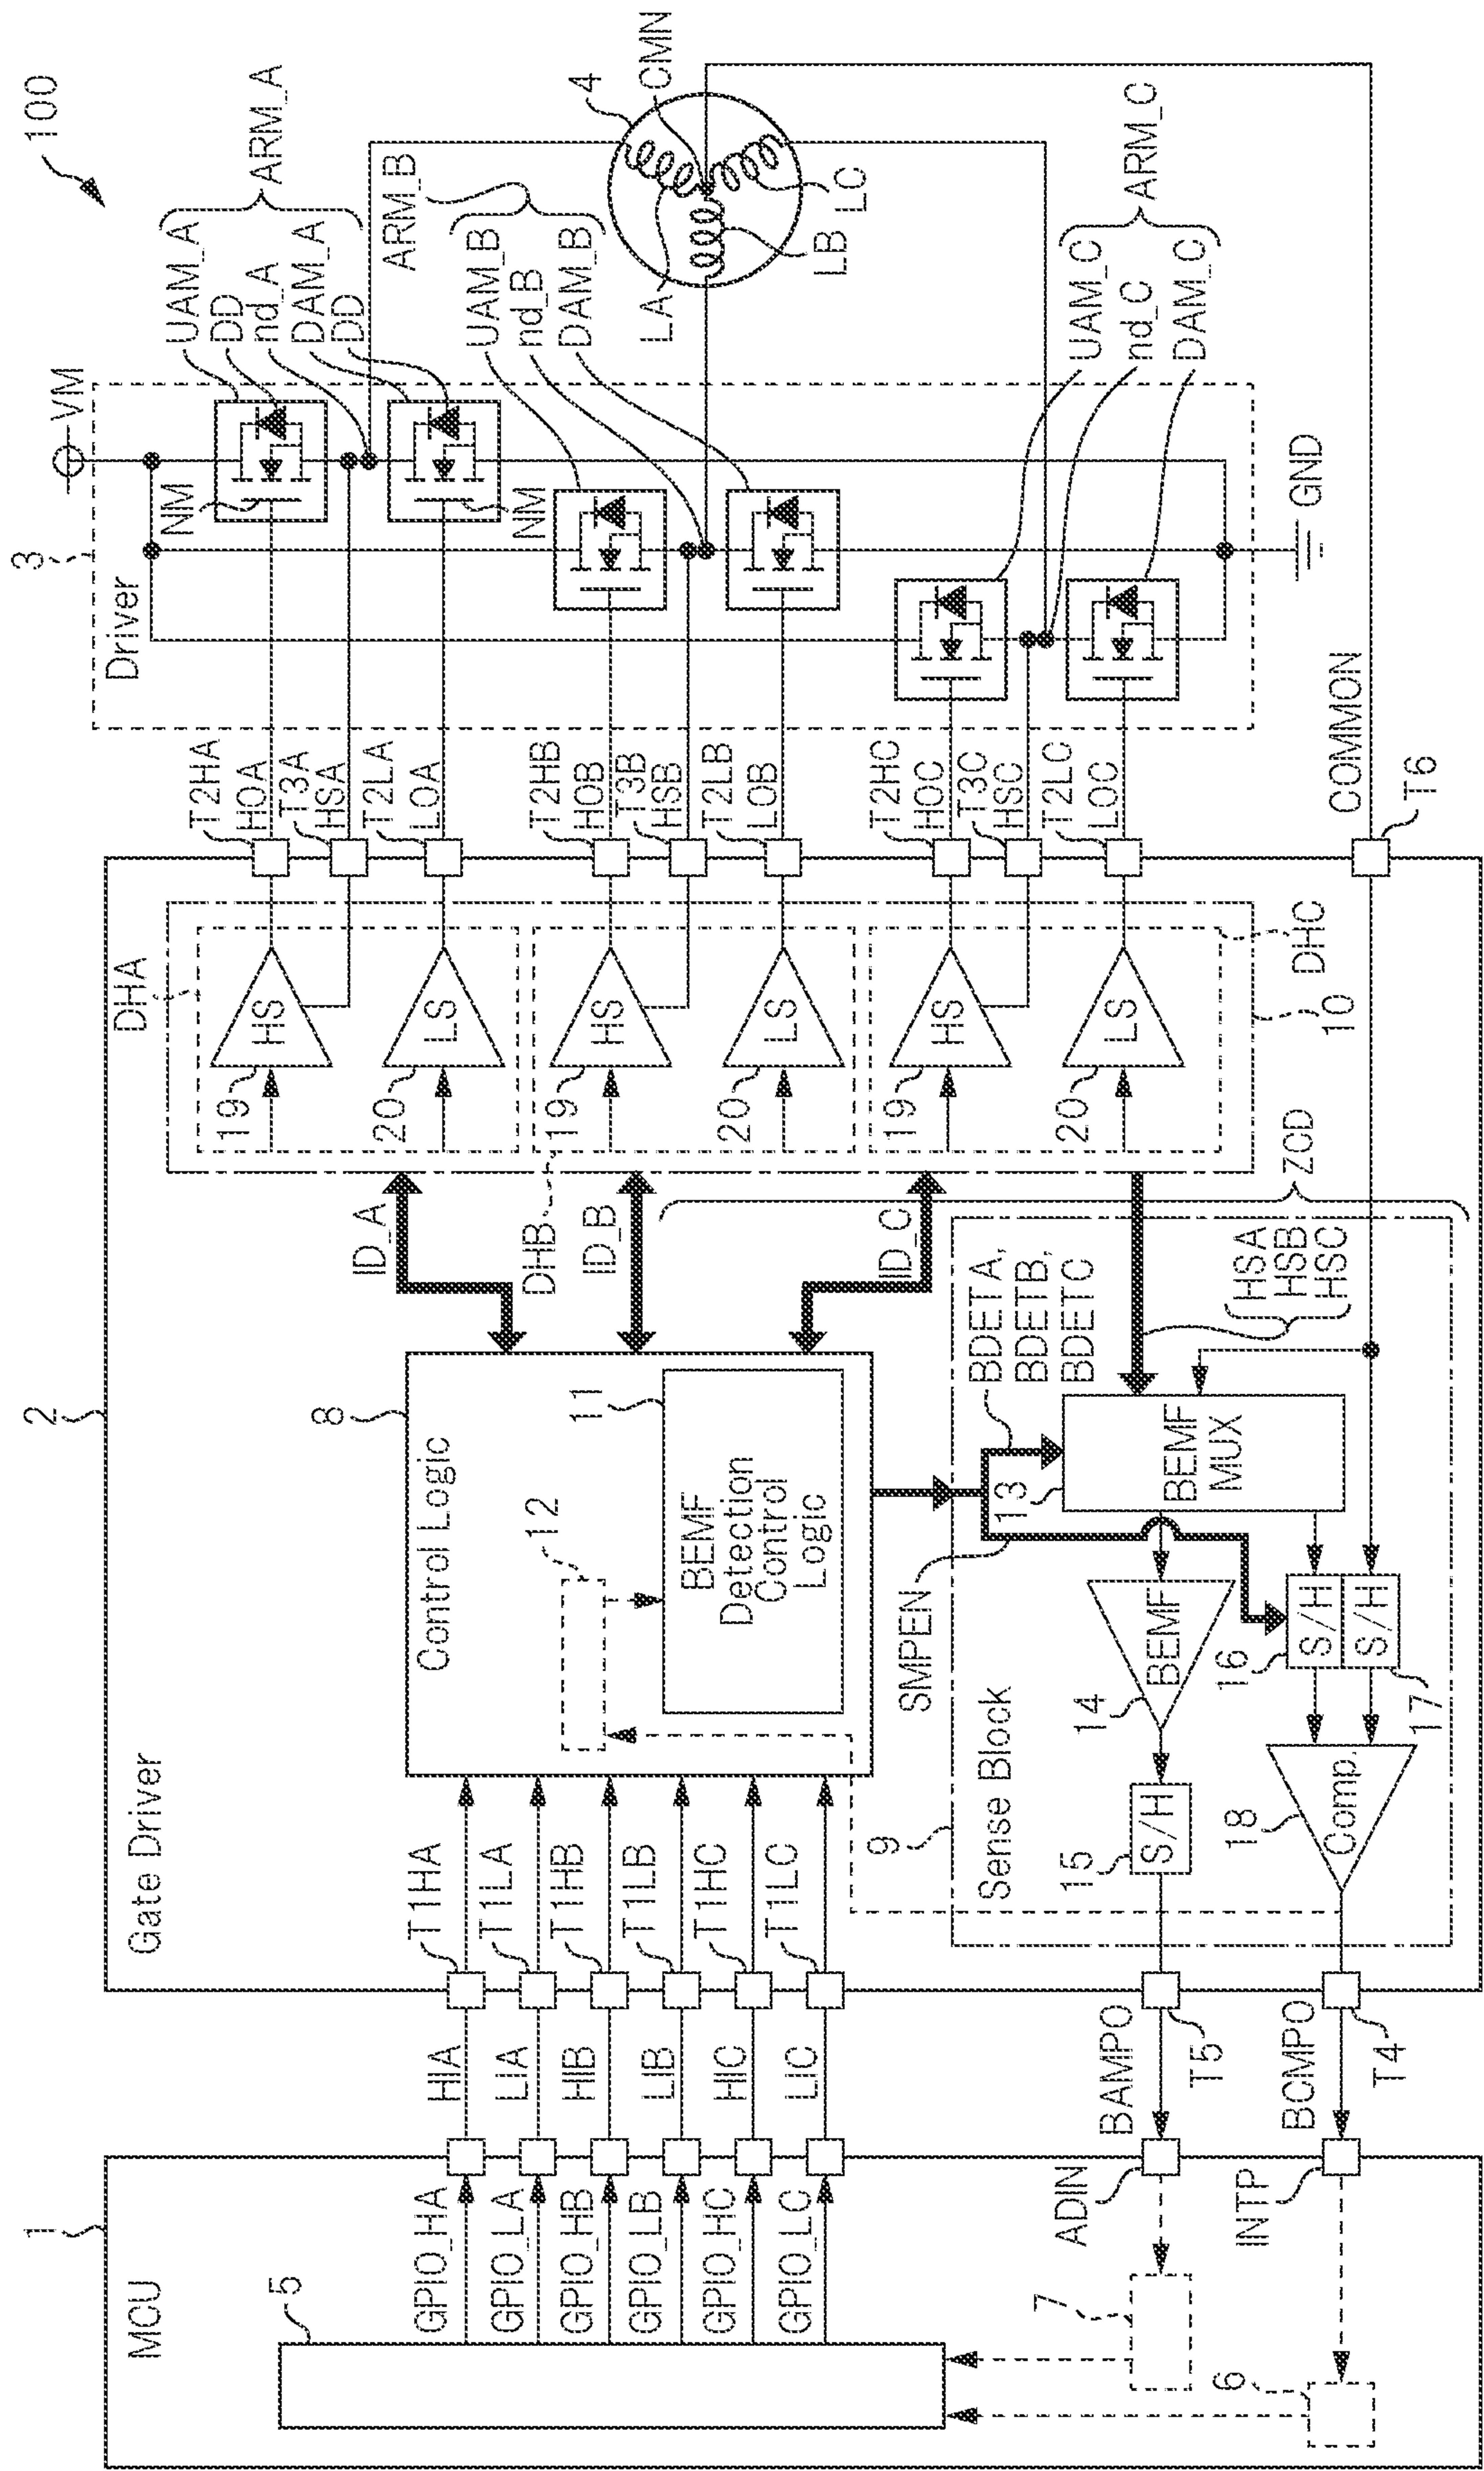 100
1
MCU
5
GPIO_HA
GPIO_LA
GPIO_HB
GPIO_LB
GPIO_HC
GPIO_LC
7
6
ADIN
INTP
HIA
LIA
HIB
LIB
HIC
LIC
BAMPO
T5
BCMPO
T4
2
Gate Driver
T1HA
T1LA
T1HB
T1LB
T1HC
T1LC
8
Control Logic
12
11
BEMF
Detection
Control
Logic
9
Sense Block
SMPEN
BDETA,
BDETB,
BDETC
13
BEMF
MUX
14
BEMF
15
S/H
16
S/H
S/H
17
18
Comp.
HSA
HSB
HSC
ZCD
ID_A
ID_B
ID_C
DHA
DHB
DHC
10
19
HS
20
LS
19
HS
20
LS
19
HS
20
LS
T2HA
HOA
T3A
HSA
T2LA
LOA
T2HB
HOB
T3B
HSB
T2LB
LOB
T2HC
HOC
T3C
HSC
T2LC
LOC
COMMON
T6
3
Driver
VM
NM
NM
GND
UAM_A
DD
nd_A
DAM_A
DD
ARM_A
ARM_B
UAM_B
nd_B
DAM_B
UAM_C
nd_C
DAM_C
ARM_C
4
CMN
LA
LB
LC